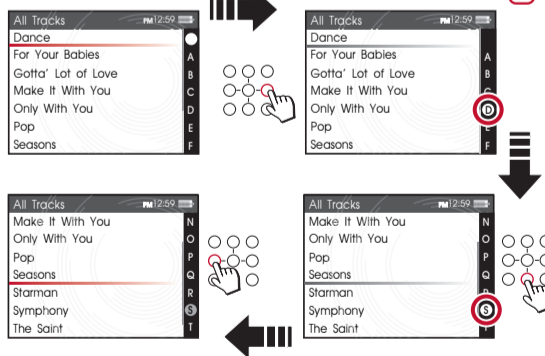 All Tracks PM12:59
Dance
For Your Babies A
Gotta' Lot of Love B
Make It With You C
Only With You D
Pop E
Seasons F
All Tracks PM12:59
Dance
For Your Babies A
Gotta' Lot of Love B
Make It With You C
Only With You D
Pop E
Seasons F
All Tracks PM12:59
Make It With You N
Only With You O
Pop P
Seasons Q
Starman R
Symphony S
The Saint T
All Tracks PM12:59
Make It With You N
Only With You O
Pop P
Seasons Q
Starman R
Symphony S
The Saint